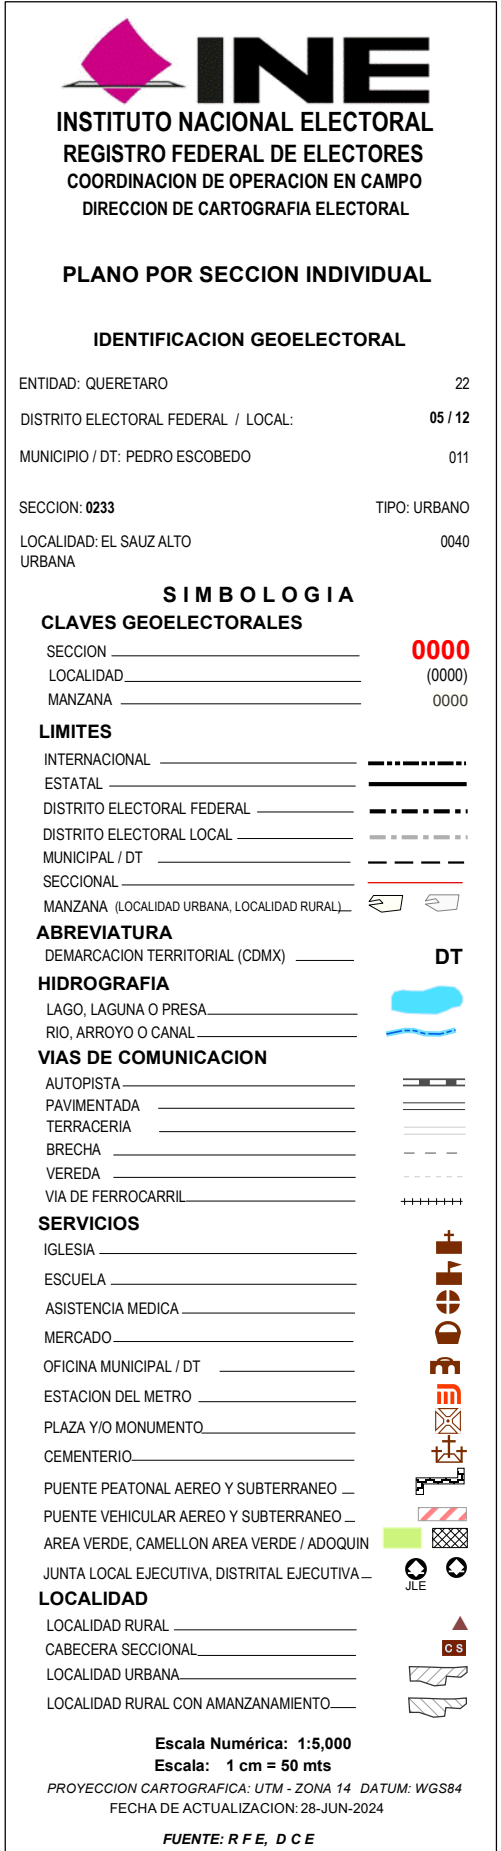 INE
INSTITUTO NACIONAL ELECTORAL
REGISTRO FEDERAL DE ELECTORES
COORDINACION DE OPERACION EN CAMPO
DIRECCION DE CARTOGRAFIA ELECTORAL
PLANO POR SECCION INDIVIDUAL
IDENTIFICACION GEOELECTORAL
ENTIDAD: QUERETARO 22
DISTRITO ELECTORAL FEDERAL / LOCAL: 05 / 12
MUNICIPIO / DT: PEDRO ESCOBEDO 011
SECCION: 0233 TIPO: URBANO
LOCALIDAD: EL SAUZ ALTO 0040
URBANA
SIMBOLOGIA
CLAVES GEOELECTORALES
SECCION 0000
LOCALIDAD (0000)
MANZANA 0000
LIMITES
INTERNACIONAL
ESTATAL
DISTRITO ELECTORAL FEDERAL
DISTRITO ELECTORAL LOCAL
MUNICIPAL / DT
SECCIONAL
MANZANA (LOCALIDAD URBANA, LOCALIDAD RURAL)
ABREVIATURA
DEMARCACION TERRITORIAL (CDMX) DT
HIDROGRAFIA
LAGO, LAGUNA O PRESA
RIO, ARROYO O CANAL
VIAS DE COMUNICACION
AUTOPISTA
PAVIMENTADA
TERRACERIA
BRECHA
VEREDA
VIA DE FERROCARRIL
SERVICIOS
IGLESIA
ESCUELA
ASISTENCIA MEDICA
MERCADO
OFICINA MUNICIPAL / DT
ESTACION DEL METRO
PLAZA Y/O MONUMENTO
CEMENTERIO
PUENTE PEATONAL AEREO Y SUBTERRANEO
PUENTE VEHICULAR AEREO Y SUBTERRANEO
AREA VERDE, CAMELLON AREA VERDE / ADOQUIN
JUNTA LOCAL EJECUTIVA, DISTRITAL EJECUTIVA
JLE
LOCALIDAD
LOCALIDAD RURAL
CABECERA SECCIONAL C S
LOCALIDAD URBANA
LOCALIDAD RURAL CON AMANZANAMIENTO
Escala Numérica: 1:5,000
Escala: 1 cm = 50 mts
PROYECCION CARTOGRAFICA: UTM - ZONA 14 DATUM: WGS84
FECHA DE ACTUALIZACION: 28-JUN-2024
FUENTE: R F E, D C E